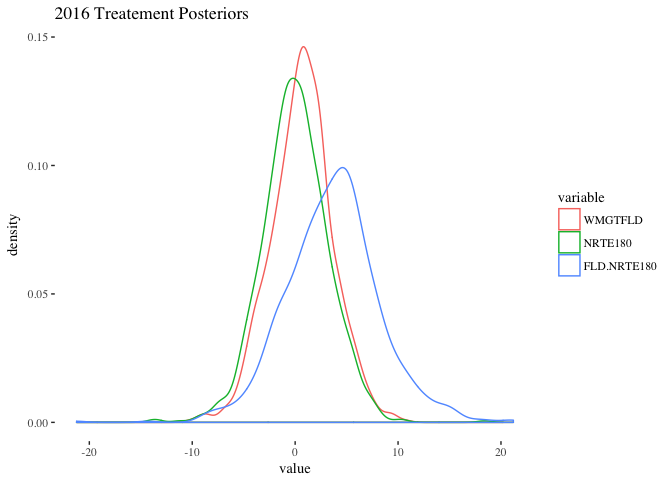 2016 Treatement Posteriors
0.15
0.10
0.05
0.00
density
-20
-10
0
10
20
value
variable
WMGTFLD
NRTE180
FLD.NRTE180